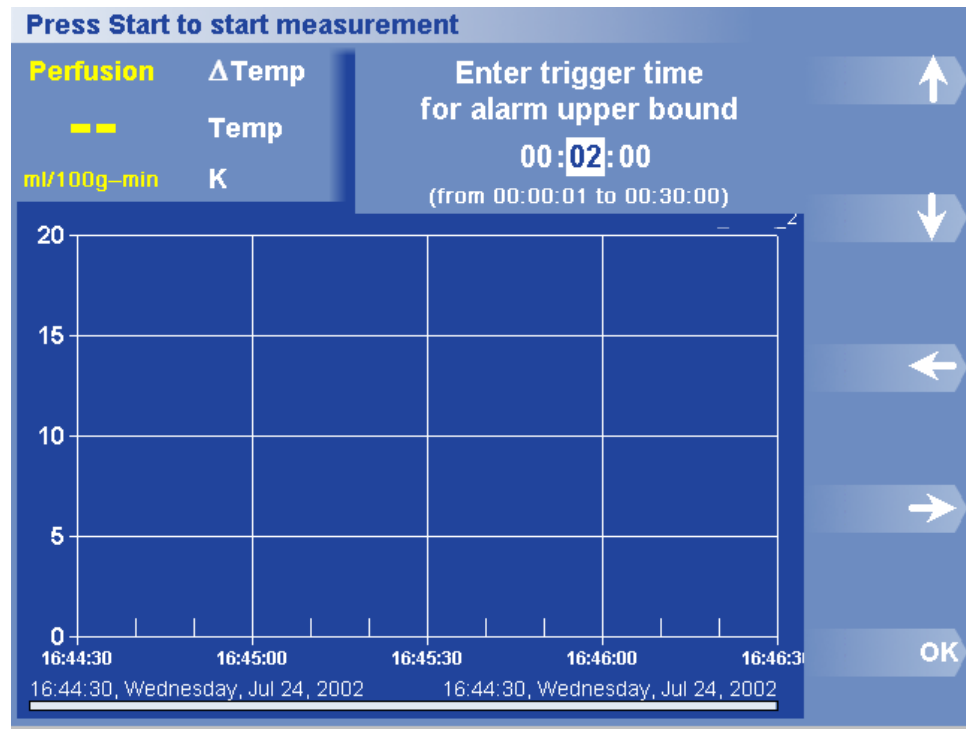 Press Start to start measurement
Perfusion ΔTemp
-- Temp
ml/100g–min K
Enter trigger time
for alarm upper bound
00:02:00
(from 00:00:01 to 00:30:00)
20
15
10
5
0
16:44:30 16:45:00 16:45:30 16:46:00 16:46:3
16:44:30, Wednesday, Jul 24, 2002 16:44:30, Wednesday, Jul 24, 2002
OK